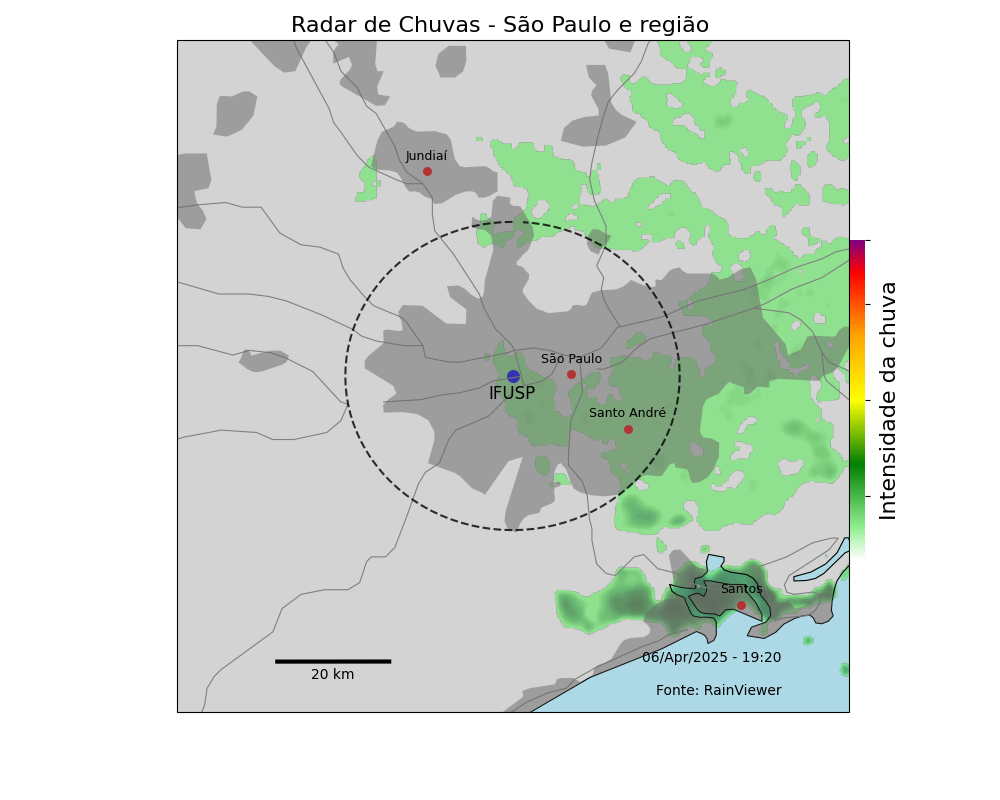 Radar de Chuvas - São Paulo e região
Jundiaí
São Paulo
IFUSP
Santo André
Santos
20 km
06/Apr/2025 - 19:20
Fonte: RainViewer
Intensidade da chuva